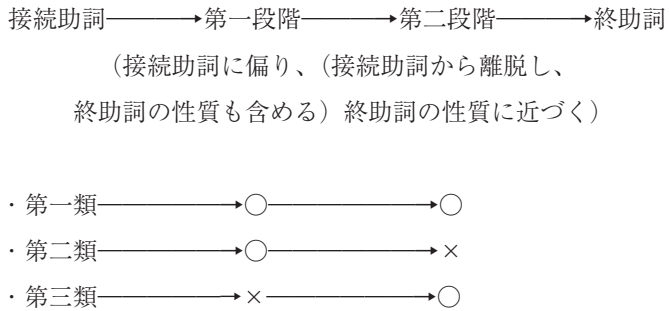 接続助詞────→第一段階────→第二段階────→終助詞
（接続助詞に偏り、（接続助詞から離脱し、
終助詞の性質も含める）終助詞の性質に近づく）
・第一類──────→○───────→○
・第二類──────→○───────→×
・第三類──────→×───────→○